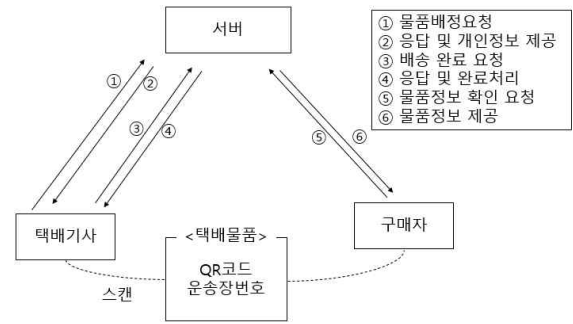 서버
① 물품배정요청
② 응답 및 개인정보 제공
③ 배송 완료 요청
④ 응답 및 완료처리
⑤ 물품정보 확인 요청
⑥ 물품정보 제공
①
②
③
④
⑤
⑥
택배기사
<택배물품>
구매자
QR코드
운송장번호
스캔